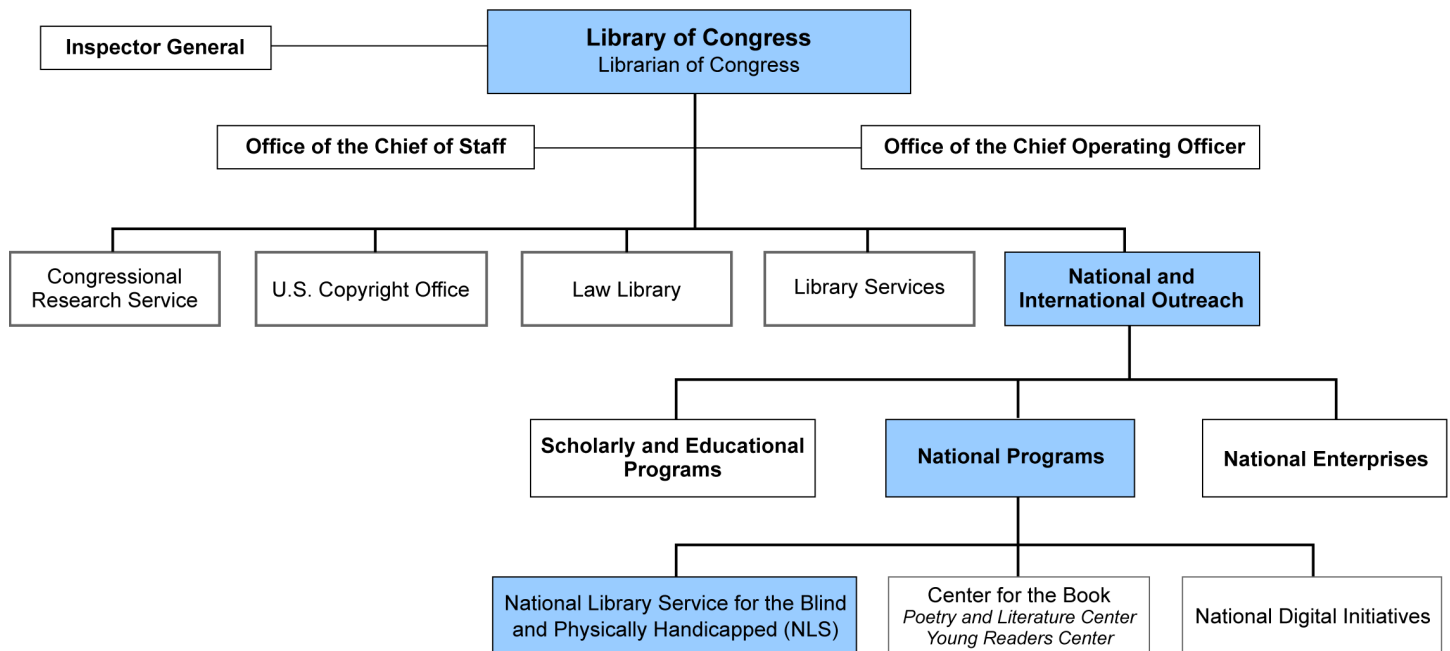 Library of Congress
Librarian of Congress
Inspector General
Office of the Chief of Staff
Office of the Chief Operating Officer
Congressional
Research Service
U.S. Copyright Office
Law Library
Library Services
National and
International Outreach
Scholarly and Educational
Programs
National Programs
National Enterprises
National Library Service for the Blind
and Physically Handicapped (NLS)
Center for the Book
Poetry and Literature Center
Young Readers Center
National Digital Initiatives